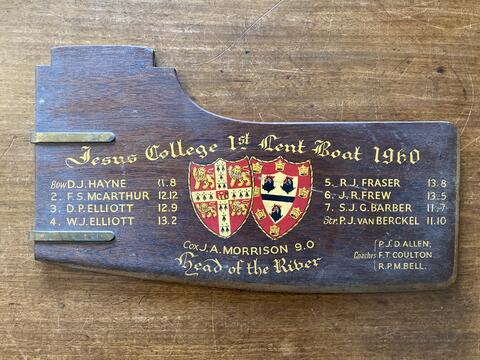 Jesus College 1st Lent Boat 1960
Bow D.J. HAYNE 11.8
2. F.S. McARTHUR 12.12
3. D.P. ELLIOTT 12.9
4. W.J. ELLIOTT 13.2
5. R.J. FRASER 13.8
6. J.R. FREW 13.5
7. S.J.G. BARBER 11.7
Str. P.J. VAN BERCKEL 11.10
Cox J.A. MORRISON 9.0
Head of the River
Coaches P.J.D. ALLEN,
F.T. COULTON
R.P.M. BELL.